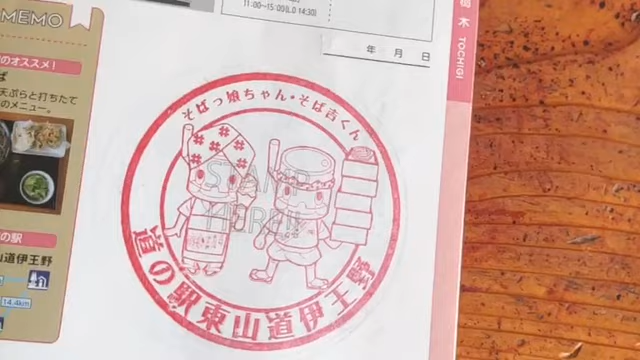 MEMO
11:00~15:00(L.O 14:30)
栃木 TOCHIGI
年 月 日
のオススメ!
ば
天ぷらと打ちたて
のメニュー。
そばっ娘ちゃん・そば吉くん
STAMP
HERE!!
の駅
山道伊王野
14.4km
道の駅東山道伊王野